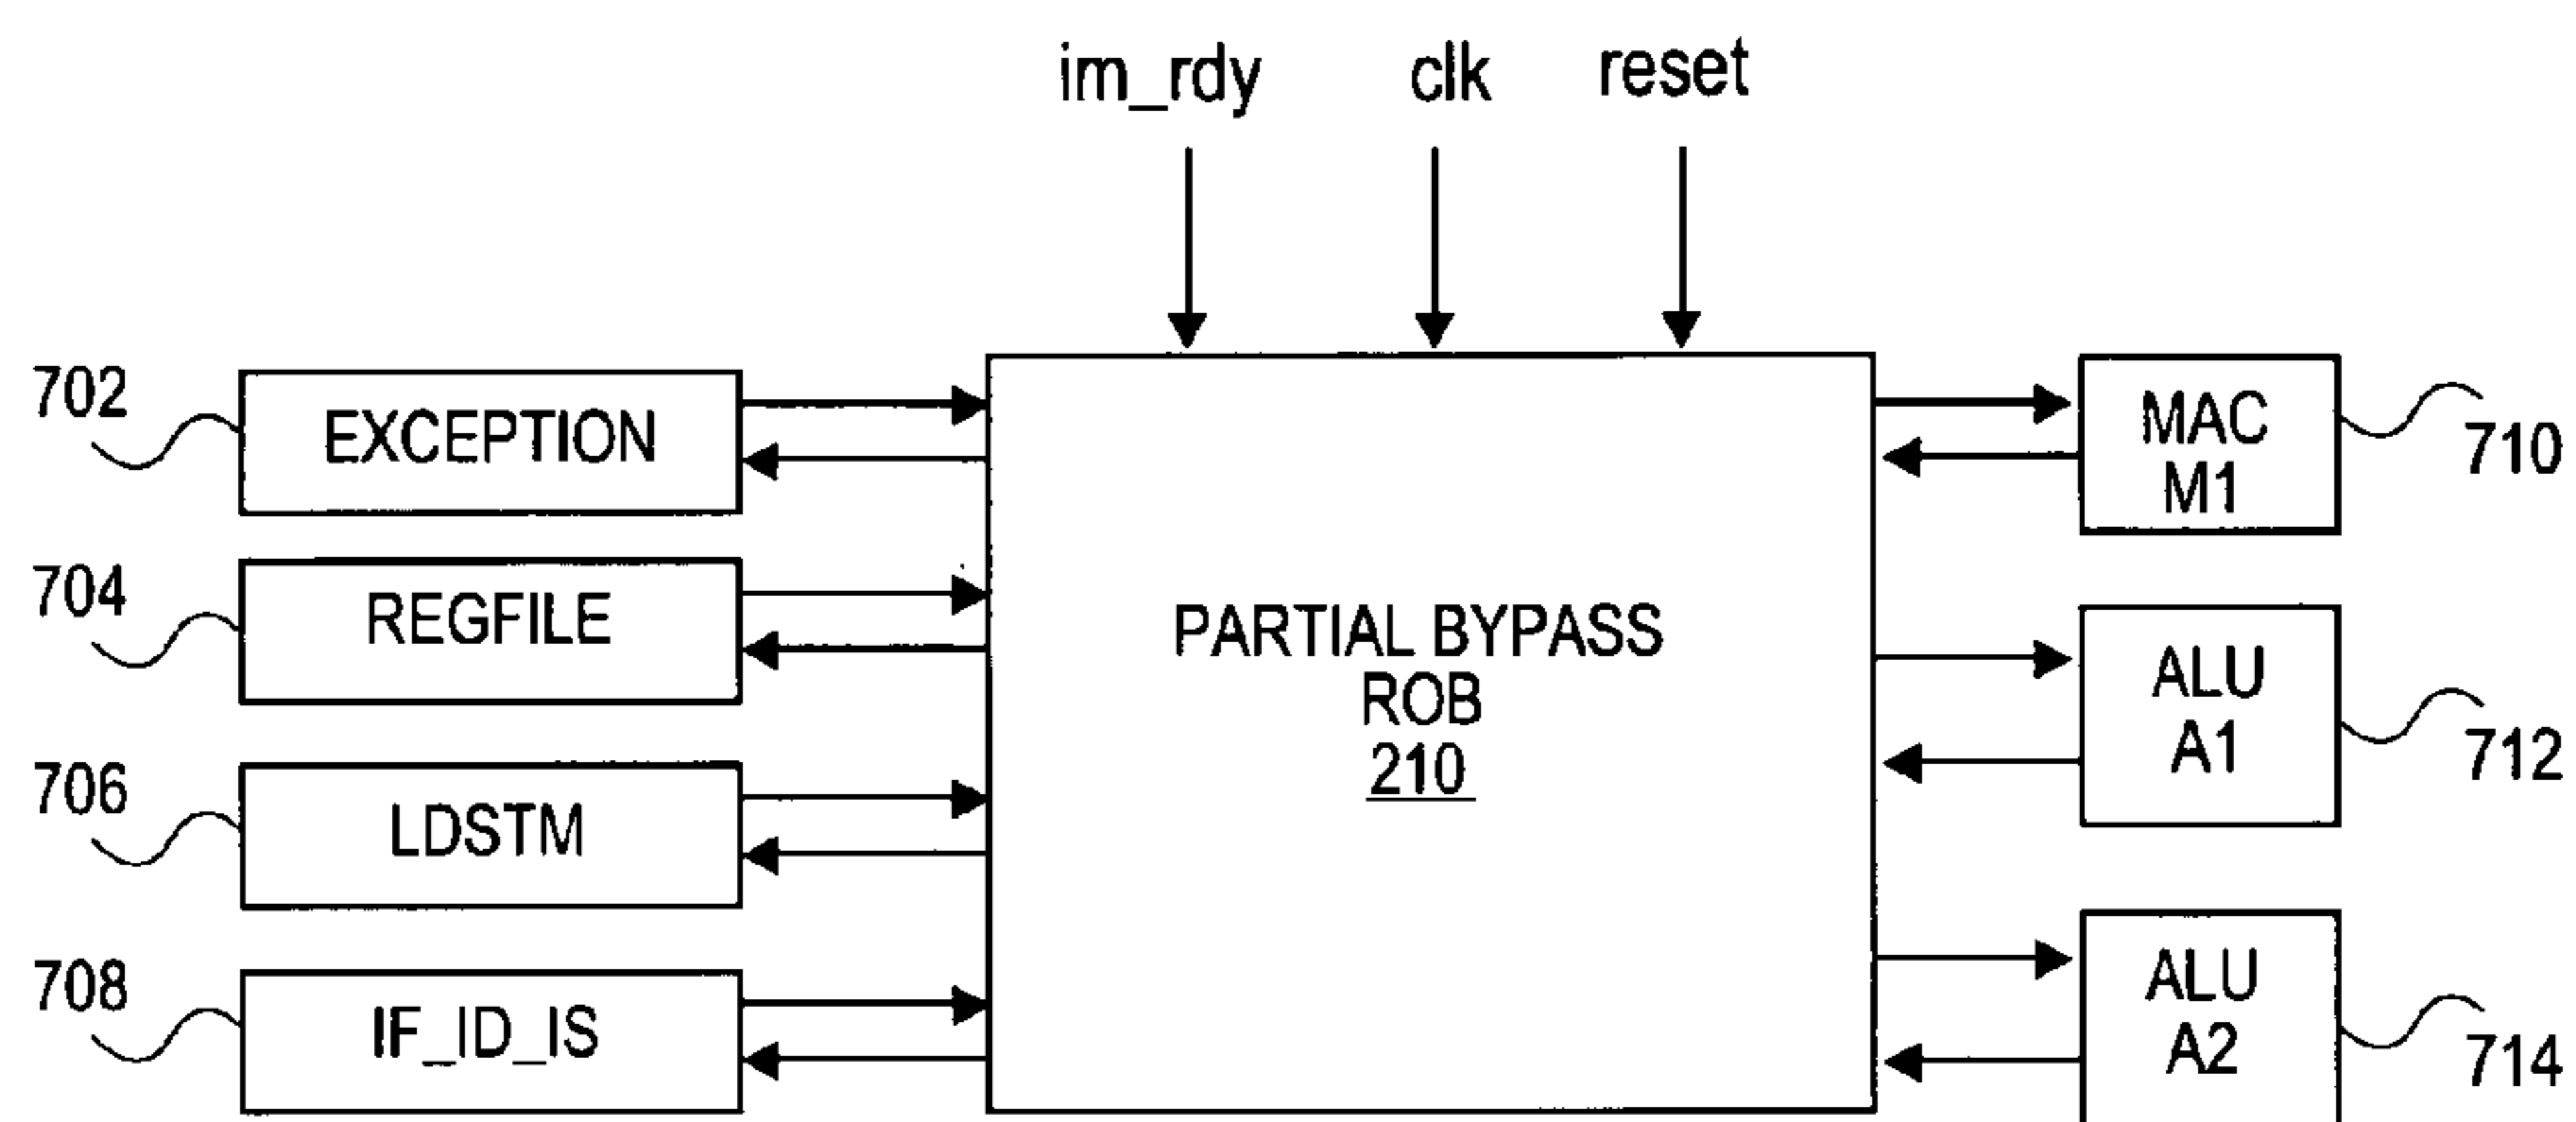 im_rdy clk reset
702
EXCEPTION
704
REGFILE
706
LDSTM
708
IF_ID_IS
PARTIAL BYPASS
ROB
210
MAC
M1
710
ALU
A1
712
ALU
A2
714